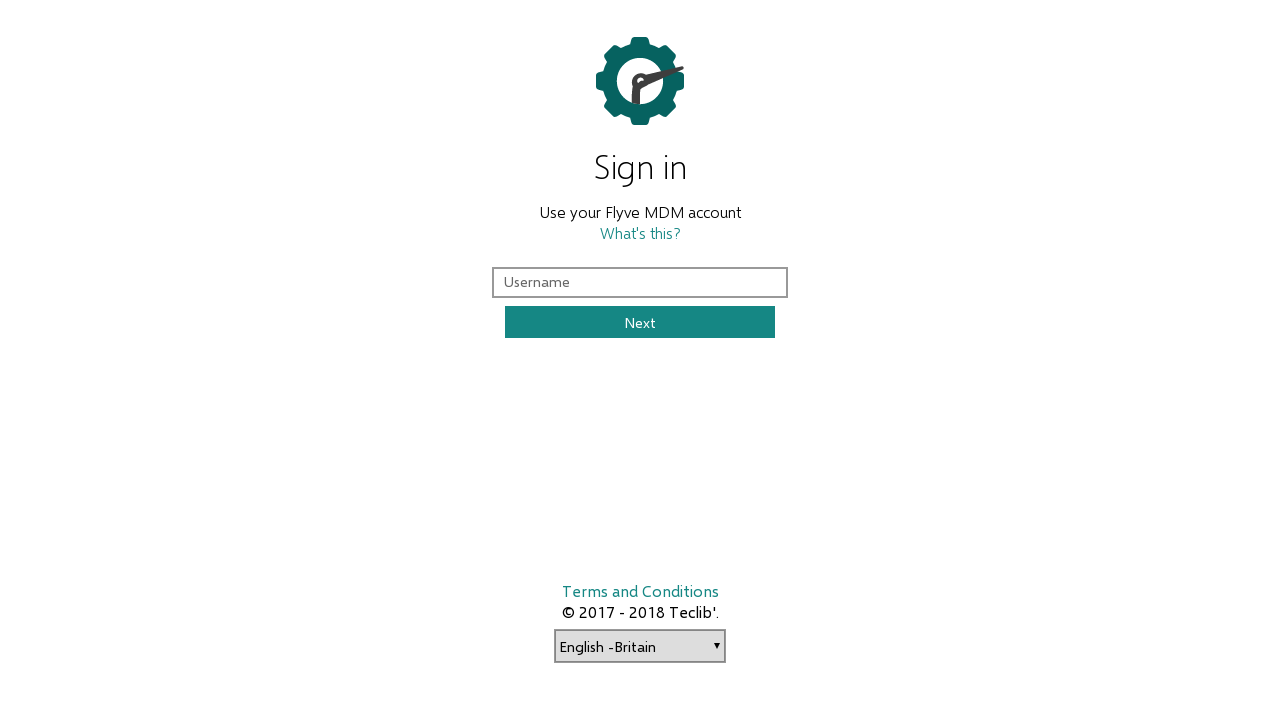 Sign in
Use your Flyve MDM account
What's this?
Username
Next
Terms and Conditions
© 2017 - 2018 Teclib'.
English -Britain